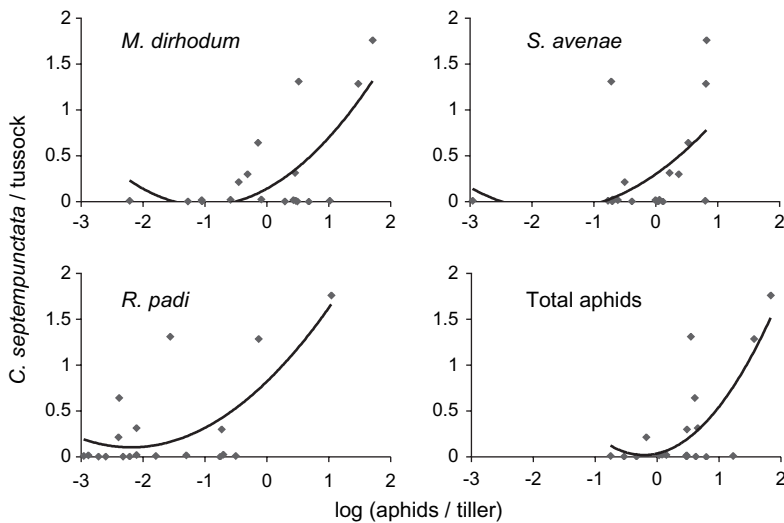 M. dirhodum
S. avenae
2
1.5
1
0.5
0
-3 -2 -1 0 1 2
2
1.5
1
0.5
0
-3 -2 -1 0 1 2
C. septempunctata / tussock
R. padi
Total aphids
2
1.5
1
0.5
0
-3 -2 -1 0 1 2
2
1.5
1
0.5
0
-3 -2 -1 0 1 2
log (aphids / tiller)